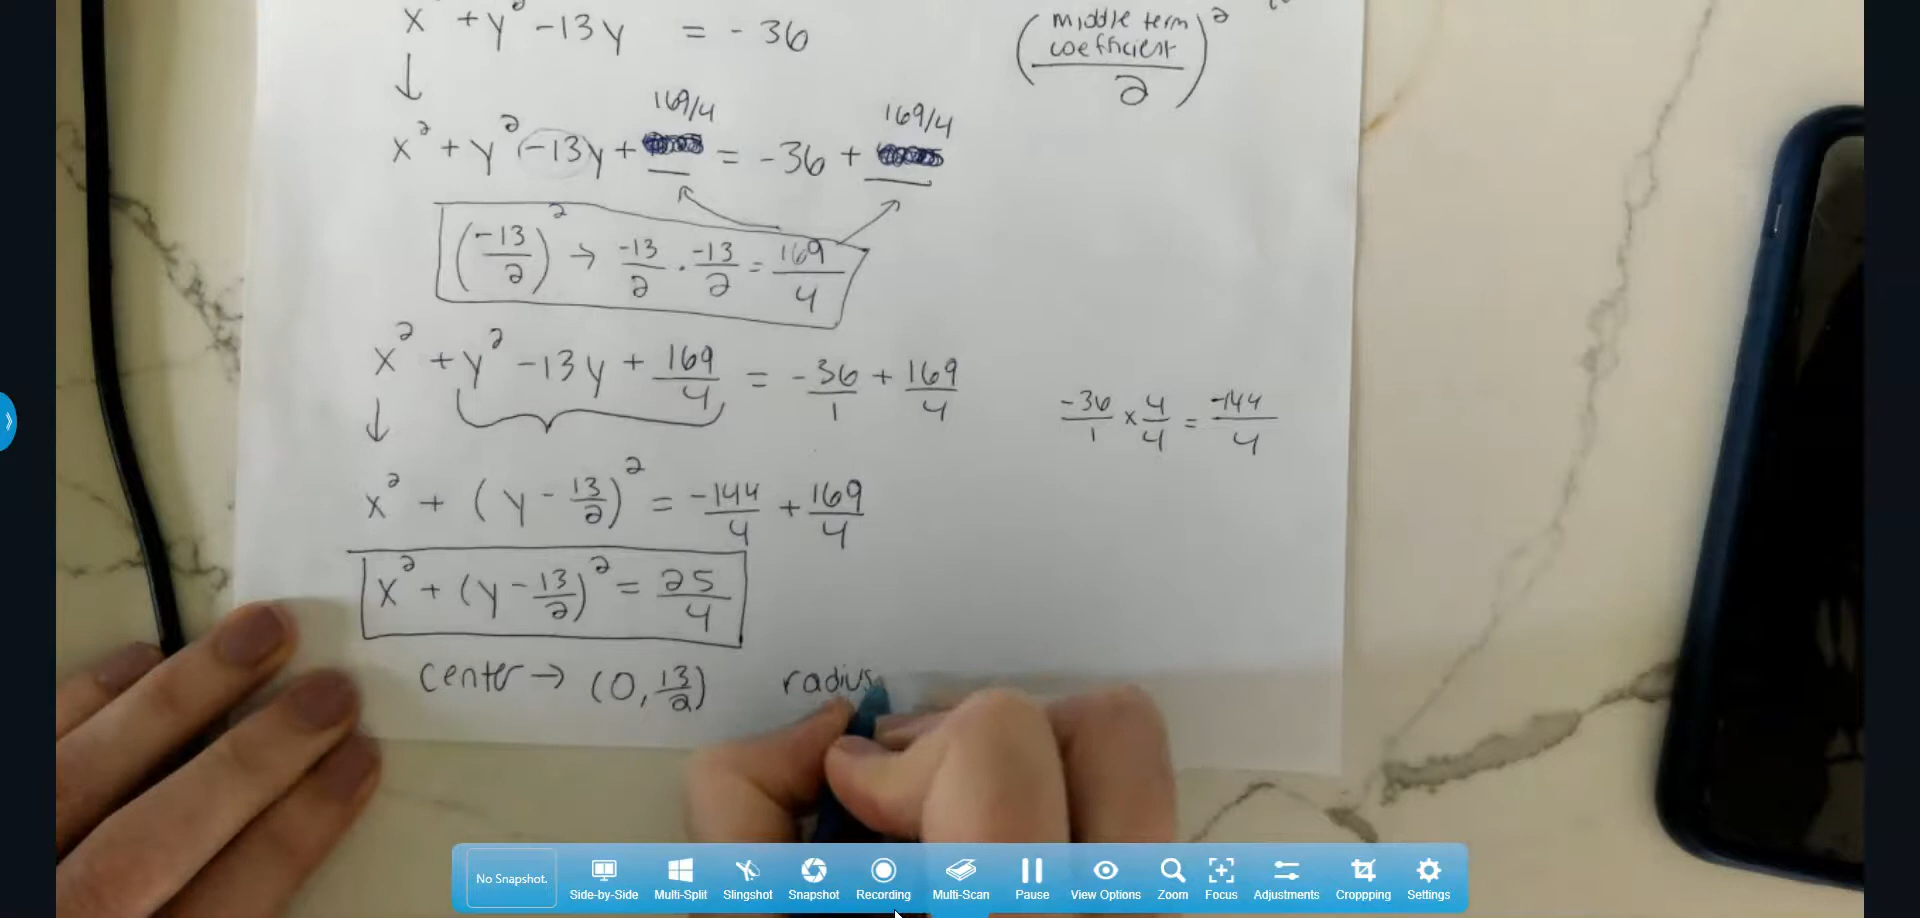 x + y² - 13y = - 36
(middle term coefficient / 2)²
169/4 169/4
x² + y² - 13y + = - 36 +
(-13/2)² → -13/2 · -13/2 = 169/4
x² + y² - 13y + 169/4 = -36/1 + 169/4
-36/1 × 4/4 = -144/4
x² + (y - 13/2)² = -144/4 + 169/4
x² + (y - 13/2)² = 25/4
center → (0, 13/2) radius
No Snapshot.
Side-by-Side Multi-Split Slingshot Snapshot Recording Multi-Scan Pause View Options Zoom Focus Adjustments Croppping Settings